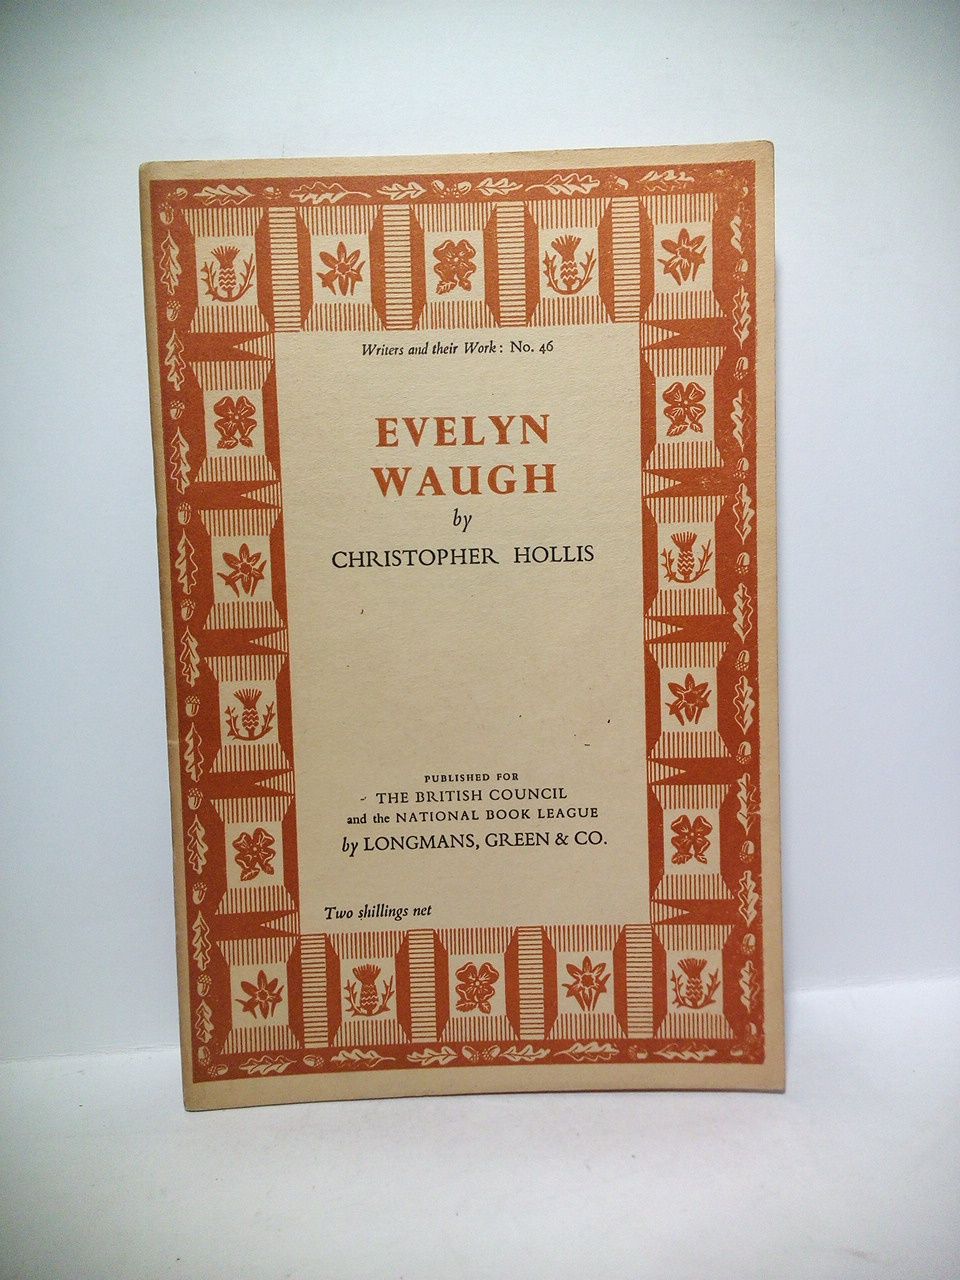 Writers and their Work: No. 46
EVELYN
WAUGH
by
CHRISTOPHER HOLLIS
PUBLISHED FOR
THE BRITISH COUNCIL
and the NATIONAL BOOK LEAGUE
by LONGMANS, GREEN & CO.
Two shillings net